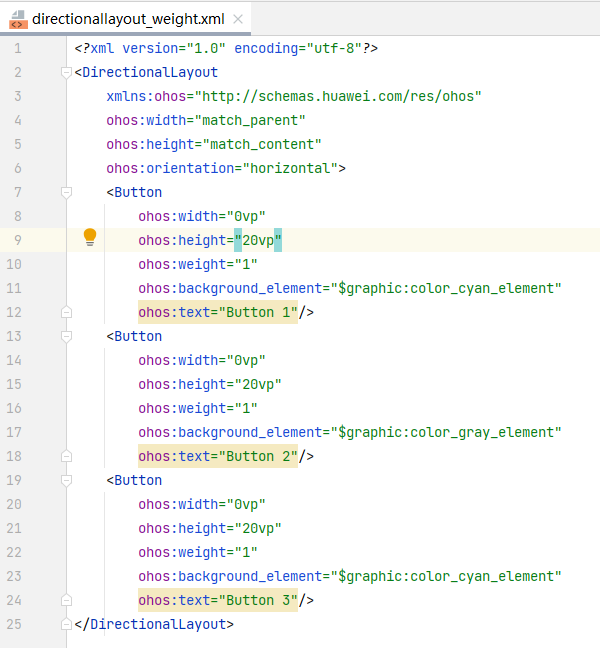 directionallayout_weight.xml
1 <?xml version="1.0" encoding="utf-8"?>
2 <DirectionalLayout
3 xmlns:ohos="http://schemas.huawei.com/res/ohos"
4 ohos:width="match_parent"
5 ohos:height="match_content"
6 ohos:orientation="horizontal">
7 <Button
8 ohos:width="0vp"
9 ohos:height="20vp"
10 ohos:weight="1"
11 ohos:background_element="$graphic:color_cyan_element"
12 ohos:text="Button 1"/>
13 <Button
14 ohos:width="0vp"
15 ohos:height="20vp"
16 ohos:weight="1"
17 ohos:background_element="$graphic:color_gray_element"
18 ohos:text="Button 2"/>
19 <Button
20 ohos:width="0vp"
21 ohos:height="20vp"
22 ohos:weight="1"
23 ohos:background_element="$graphic:color_cyan_element"
24 ohos:text="Button 3"/>
25 </DirectionalLayout>